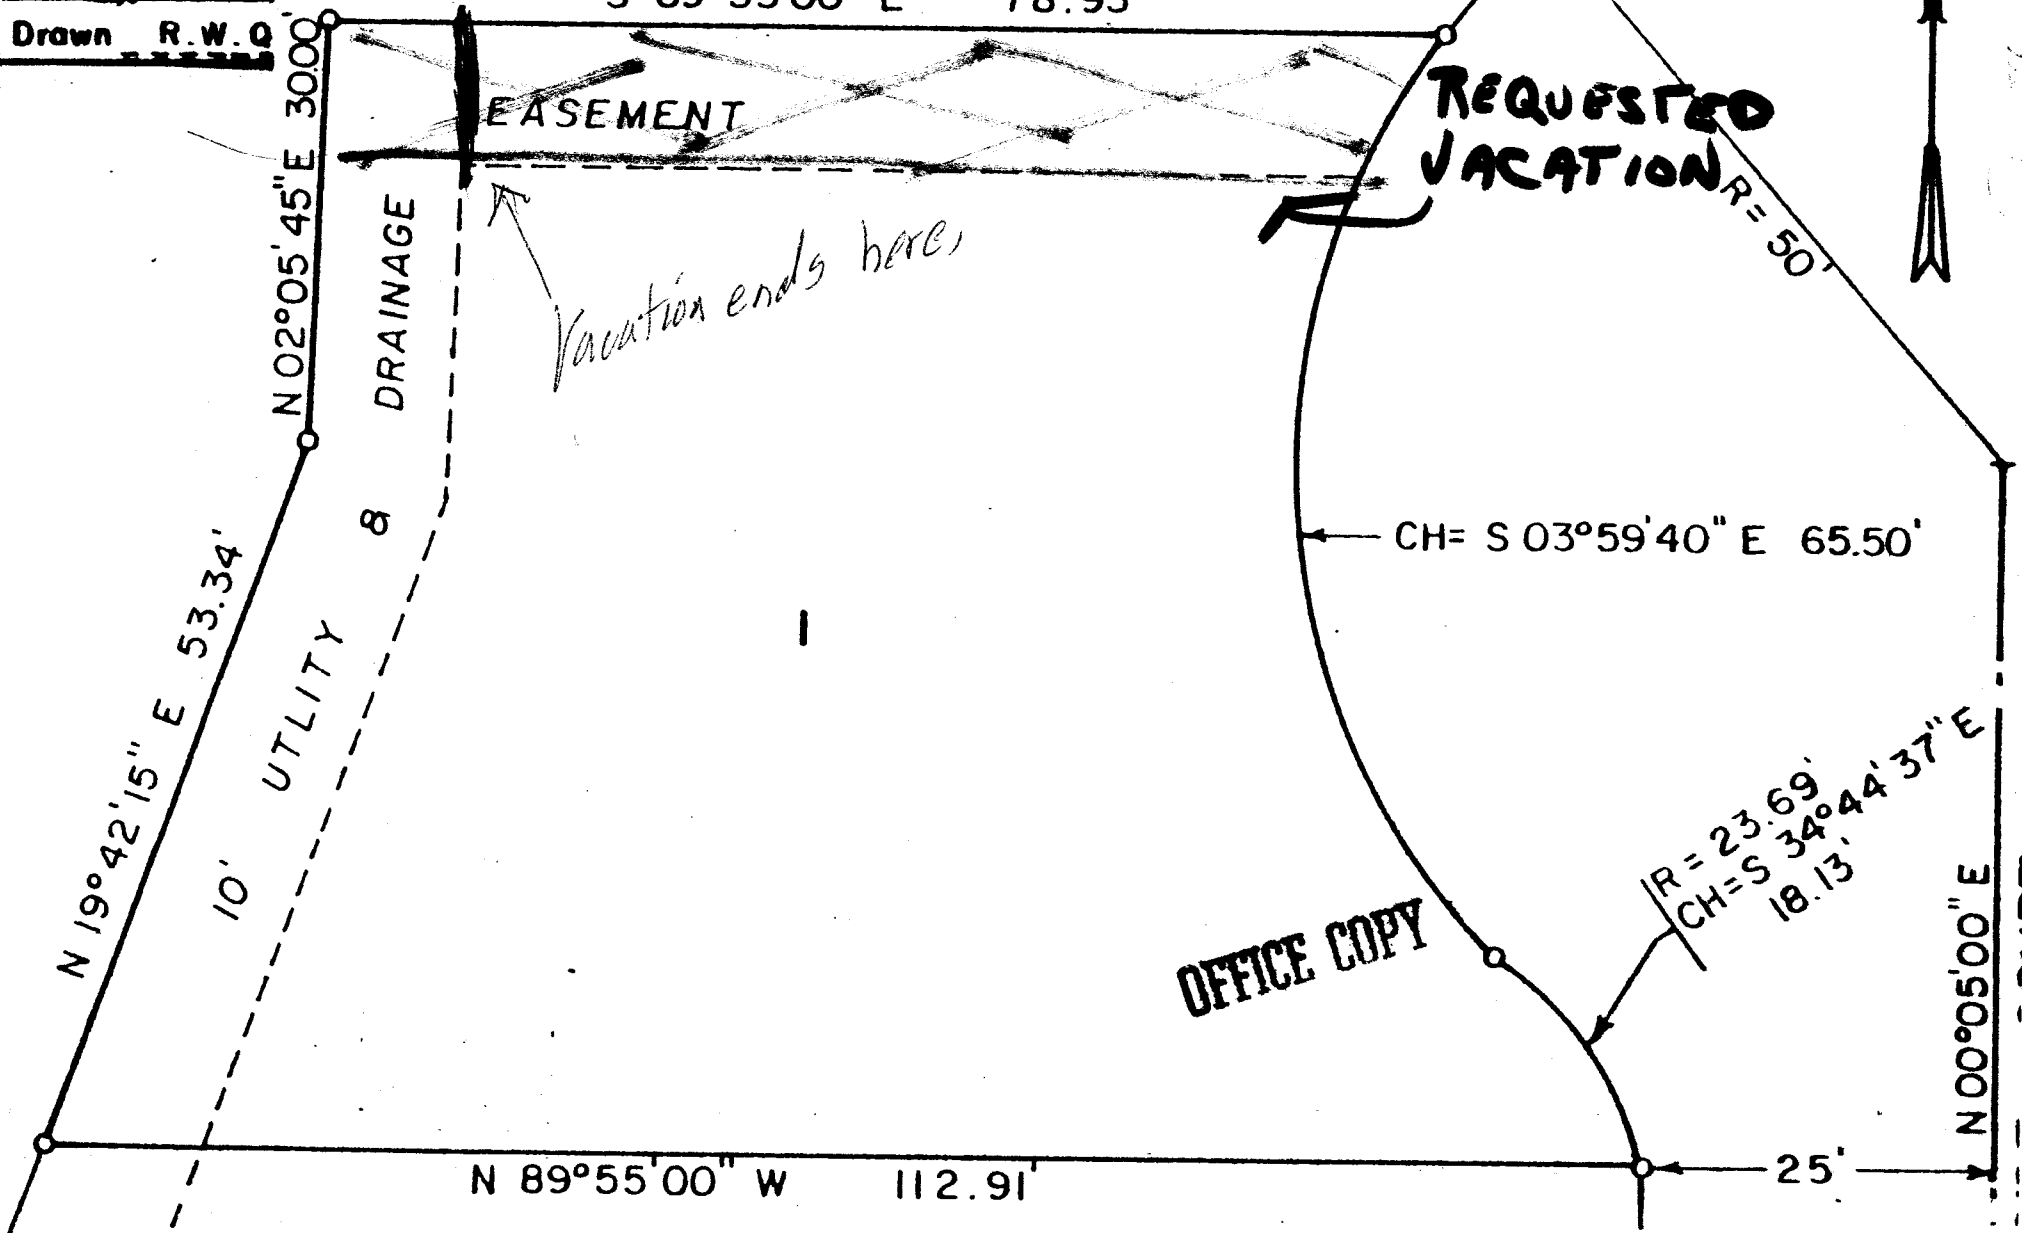 Drawn R.W.Q
N 02°05'45" E 30.00'
EASEMENT
REQUESTED
VACATION
R= 50'
Vacation ends here,
DRAINAGE
&
UTLITY
10'
N 19°42'15" E 53.34'
CH= S 03°59'40" E 65.50'
1
R = 23.69'
CH=S 34°44'37" E
18.13'
OFFICE COPY
N 00°05'00" E
N 89°55'00" W 112.91'
25'